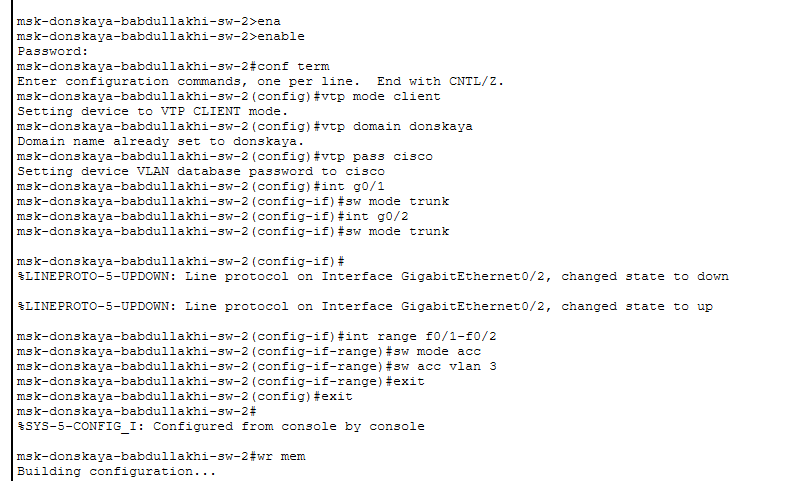 msk-donskaya-babdullakhi-sw-2>ena
msk-donskaya-babdullakhi-sw-2>enable
Password:
msk-donskaya-babdullakhi-sw-2#conf term
Enter configuration commands, one per line.  End with CNTL/Z.
msk-donskaya-babdullakhi-sw-2(config)#vtp mode client
Setting device to VTP CLIENT mode.
msk-donskaya-babdullakhi-sw-2(config)#vtp domain donskaya
Domain name already set to donskaya.
msk-donskaya-babdullakhi-sw-2(config)#vtp pass cisco
Setting device VLAN database password to cisco
msk-donskaya-babdullakhi-sw-2(config)#int g0/1
msk-donskaya-babdullakhi-sw-2(config-if)#sw mode trunk
msk-donskaya-babdullakhi-sw-2(config-if)#int g0/2
msk-donskaya-babdullakhi-sw-2(config-if)#sw mode trunk
msk-donskaya-babdullakhi-sw-2(config-if)#
%LINEPROTO-5-UPDOWN: Line protocol on Interface GigabitEthernet0/2, changed state to down
%LINEPROTO-5-UPDOWN: Line protocol on Interface GigabitEthernet0/2, changed state to up
msk-donskaya-babdullakhi-sw-2(config-if)#int range f0/1-f0/2
msk-donskaya-babdullakhi-sw-2(config-if-range)#sw mode acc
msk-donskaya-babdullakhi-sw-2(config-if-range)#sw acc vlan 3
msk-donskaya-babdullakhi-sw-2(config-if-range)#exit
msk-donskaya-babdullakhi-sw-2(config)#exit
msk-donskaya-babdullakhi-sw-2#
%SYS-5-CONFIG_I: Configured from console by console
msk-donskaya-babdullakhi-sw-2#wr mem
Building configuration...